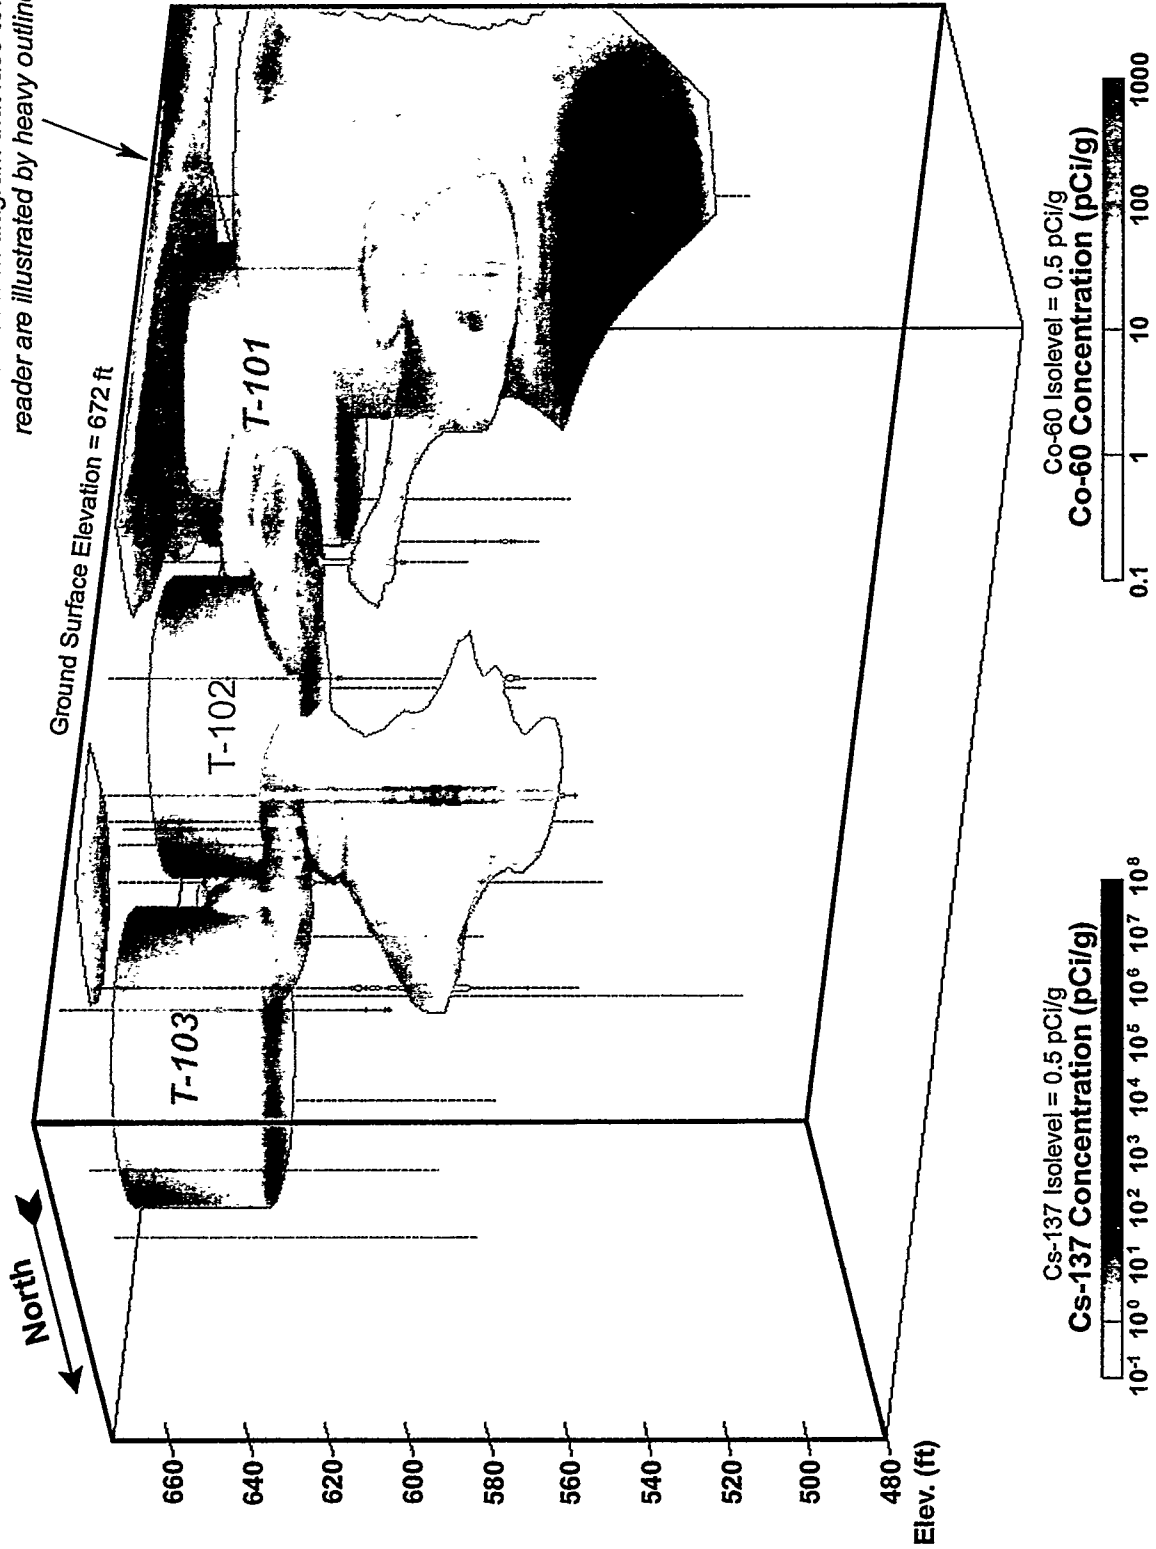 reader are illustrated by heavy outline
Ground Surface Elevation = 672 ft
North
T-101
T-102
T-103
660
640
620
600
580
560
540
520
500
480
Elev. (ft)
Cs-137 Isolevel = 0.5 pCi/g
Cs-137 Concentration (pCi/g)
10⁻¹ 10⁰ 10¹ 10² 10³ 10⁴ 10⁵ 10⁶ 10⁷ 10⁸
Co-60 Isolevel = 0.5 pCi/g
Co-60 Concentration (pCi/g)
0.1 1 10 100 1000